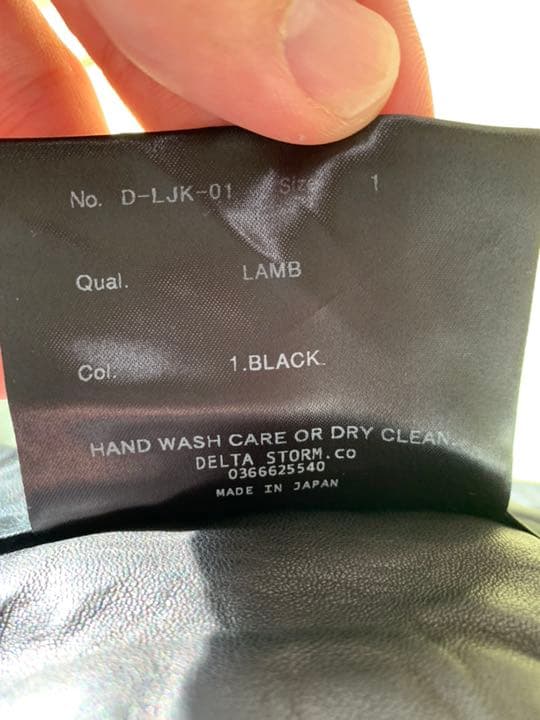 No. D-LJK-01 Size 1
Qual. LAMB
Col. 1.BLACK
HAND WASH CARE OR DRY CLEAN.
DELTA STORM.CO
0366625540
MADE IN JAPAN